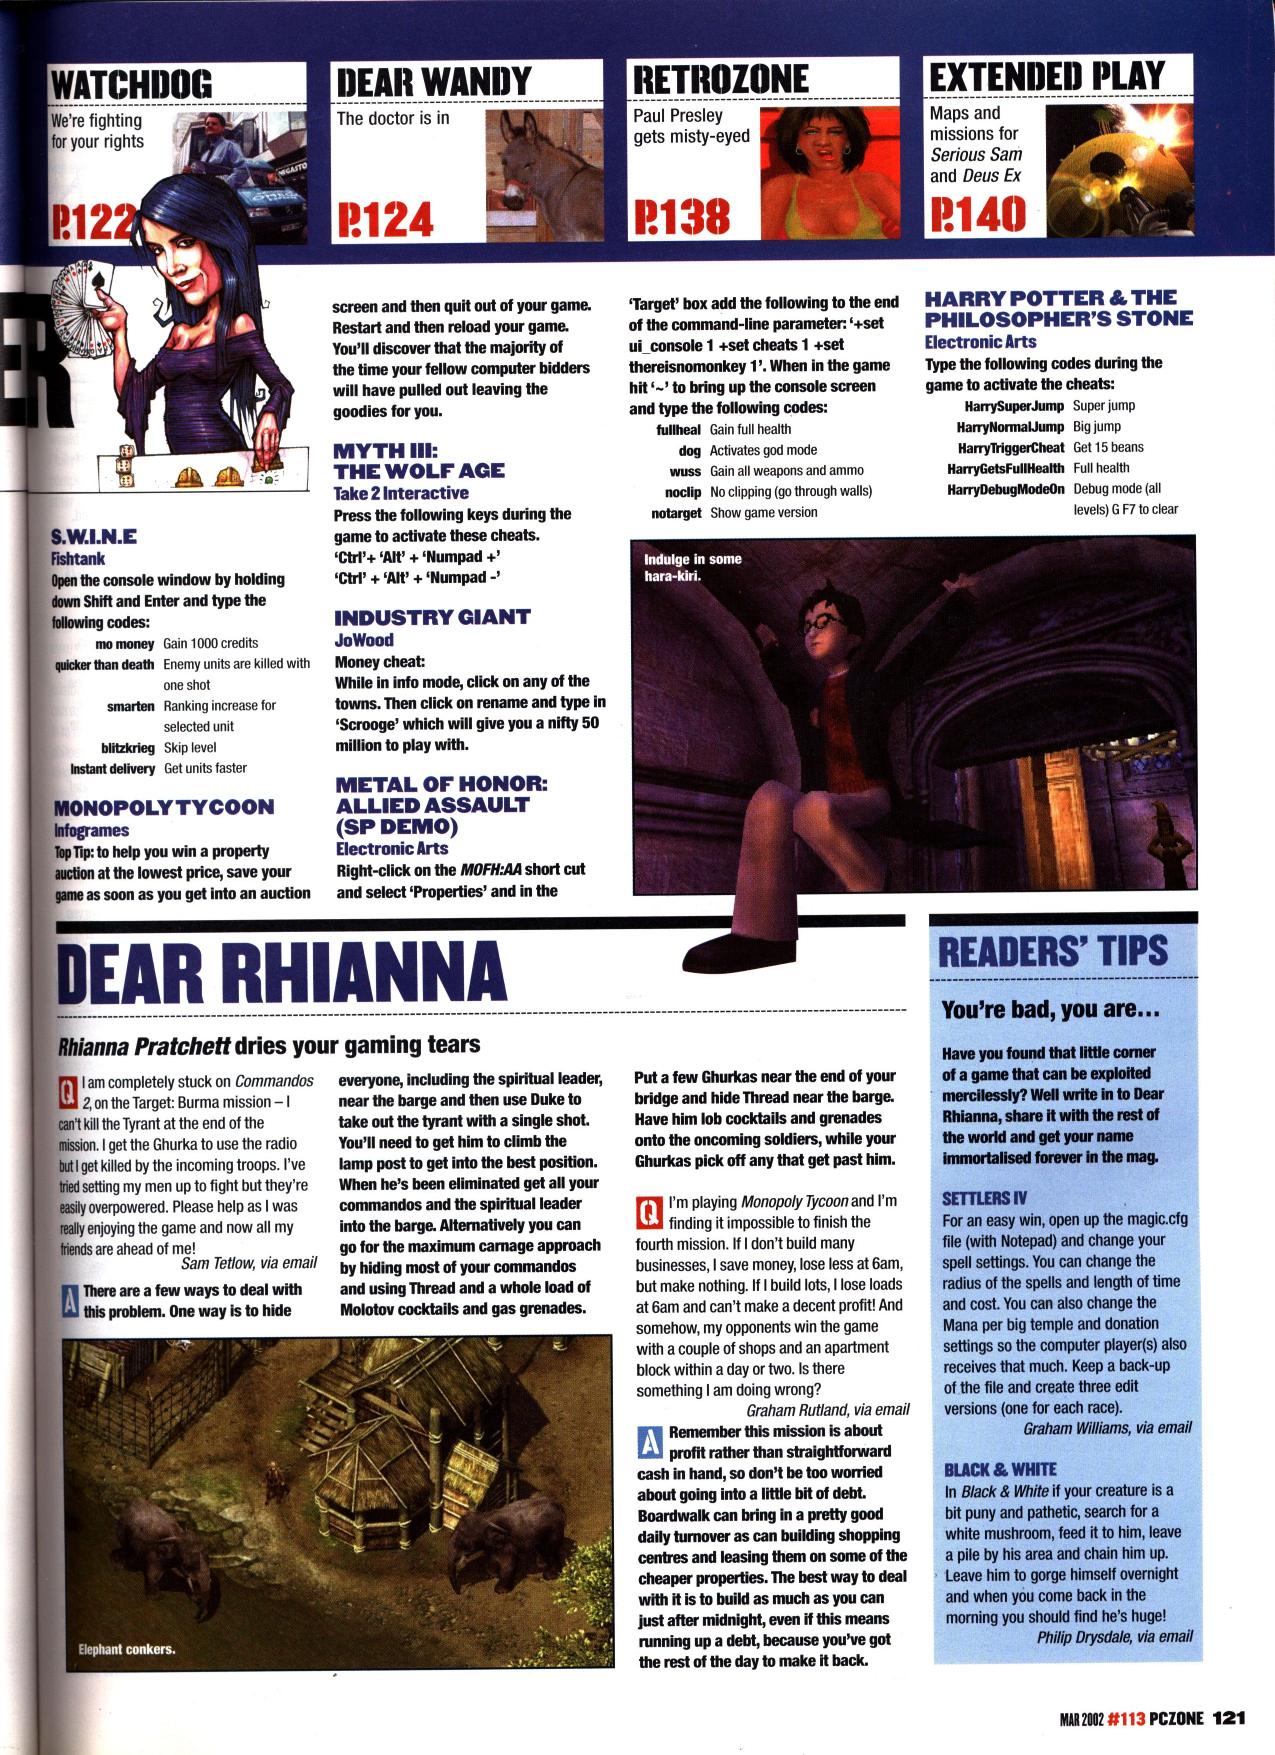 WATCHDOG
We're fighting
for your rights
P.122
DEAR WANDY
The doctor is in
P.124
RETROZONE
Paul Presley
gets misty-eyed
P.138
EXTENDED PLAY
Maps and
missions for
Serious Sam
and Deus Ex
P.140
ER
S.W.I.N.E
Fishtank
Open the console window by holding
down Shift and Enter and type the
following codes:
mo money Gain 1000 credits
quicker than death Enemy units are killed with
one shot
smarten Ranking increase for
selected unit
blitzkrieg Skip level
Instant delivery Get units faster
MONOPOLY TYCOON
Infogrames
Top Tip: to help you win a property
auction at the lowest price, save your
game as soon as you get into an auction
screen and then quit out of your game.
Restart and then reload your game.
You'll discover that the majority of
the time your fellow computer bidders
will have pulled out leaving the
goodies for you.
MYTH III:
THE WOLF AGE
Take 2 Interactive
Press the following keys during the
game to activate these cheats.
'Ctrl'+ 'Alt' + 'Numpad +'
'Ctrl' + 'Alt' + 'Numpad -'
INDUSTRY GIANT
JoWood
Money cheat:
While in info mode, click on any of the
towns. Then click on rename and type in
'Scrooge' which will give you a nifty 50
million to play with.
METAL OF HONOR:
ALLIED ASSAULT
(SP DEMO)
Electronic Arts
Right-click on the MOFH:AA short cut
and select 'Properties' and in the
'Target' box add the following to the end
of the command-line parameter: '+set
ui_console 1 +set cheats 1 +set
thereisnomonkey 1'. When in the game
hit '~' to bring up the console screen
and type the following codes:
fullheal Gain full health
dog Activates god mode
wuss Gain all weapons and ammo
noclip No clipping (go through walls)
notarget Show game version
HARRY POTTER & THE
PHILOSOPHER'S STONE
Electronic Arts
Type the following codes during the
game to activate the cheats:
HarrySuperJump Super jump
HarryNormalJump Big jump
HarryTriggerCheat Get 15 beans
HarryGetsFullHealth Full health
HarryDebugModeOn Debug mode (all
levels) G F7 to clear
Indulge in some
hara-kiri.
DEAR RHIANNA
Rhianna Pratchett dries your gaming tears
Q I am completely stuck on Commandos
2, on the Target: Burma mission – I
can't kill the Tyrant at the end of the
mission. I get the Ghurka to use the radio
but I get killed by the incoming troops. I've
tried setting my men up to fight but they're
easily overpowered. Please help as I was
really enjoying the game and now all my
friends are ahead of me!
Sam Tetlow, via email
A There are a few ways to deal with
this problem. One way is to hide
everyone, including the spiritual leader,
near the barge and then use Duke to
take out the tyrant with a single shot.
You'll need to get him to climb the
lamp post to get into the best position.
When he's been eliminated get all your
commandos and the spiritual leader
into the barge. Alternatively you can
go for the maximum carnage approach
by hiding most of your commandos
and using Thread and a whole load of
Molotov cocktails and gas grenades.
Put a few Ghurkas near the end of your
bridge and hide Thread near the barge.
Have him lob cocktails and grenades
onto the oncoming soldiers, while your
Ghurkas pick off any that get past him.
Q I'm playing Monopoly Tycoon and I'm
finding it impossible to finish the
fourth mission. If I don't build many
businesses, I save money, lose less at 6am,
but make nothing. If I build lots, I lose loads
at 6am and can't make a decent profit! And
somehow, my opponents win the game
with a couple of shops and an apartment
block within a day or two. Is there
something I am doing wrong?
Graham Rutland, via email
A Remember this mission is about
profit rather than straightforward
cash in hand, so don't be too worried
about going into a little bit of debt.
Boardwalk can bring in a pretty good
daily turnover as can building shopping
centres and leasing them on some of the
cheaper properties. The best way to deal
with it is to build as much as you can
just after midnight, even if this means
running up a debt, because you've got
the rest of the day to make it back.
Elephant conkers.
READERS' TIPS
You're bad, you are...
Have you found that little corner
of a game that can be exploited
mercilessly? Well write in to Dear
Rhianna, share it with the rest of
the world and get your name
immortalised forever in the mag.
SETTLERS IV
For an easy win, open up the magic.cfg
file (with Notepad) and change your
spell settings. You can change the
radius of the spells and length of time
and cost. You can also change the
Mana per big temple and donation
settings so the computer player(s) also
receives that much. Keep a back-up
of the file and create three edit
versions (one for each race).
Graham Williams, via email
BLACK & WHITE
In Black & White if your creature is a
bit puny and pathetic, search for a
white mushroom, feed it to him, leave
a pile by his area and chain him up.
Leave him to gorge himself overnight
and when you come back in the
morning you should find he's huge!
Philip Drysdale, via email
MAR 2002 #113 PCZONE 121